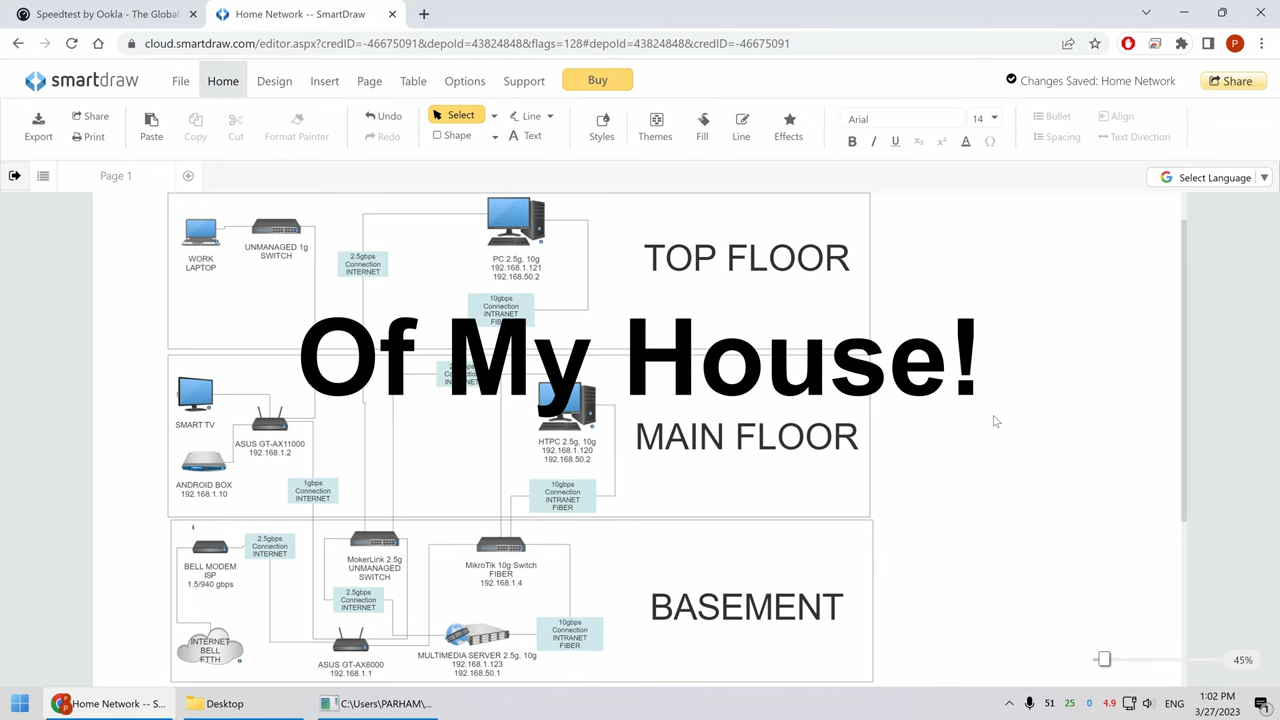 Speedtest by Ookla - The Global
Home Network -- SmartDraw
cloud.smartdraw.com/editor.aspx?credID=-46675091&depoId=43824848&flags=128#depoId=43824848&credID=-46675091
smartdraw
File
Home
Design
Insert
Page
Table
Options
Support
Buy
Changes Saved: Home Network
Share
Export
Share
Print
Paste
Copy
Cut
Format Painter
Undo
Redo
Select
Shape
Line
Text
Styles
Themes
Fill
Line
Effects
Arial
14
B
I
U
Bullet
Align
Spacing
Text Direction
Page 1
Select Language
WORK
LAPTOP
UNMANAGED 1g
SWITCH
2.5gbps
Connection
INTERNET
PC 2.5g, 10g
192.168.1.121
192.168.50.2
10gbps
Connection
INTRANET
TOP FLOOR
Of My House!
SMART TV
ASUS GT-AX11000
192.168.1.2
ANDROID BOX
192.168.1.10
1gbps
Connection
INTERNET
HTPC 2.5g, 10g
192.168.1.120
192.168.50.2
10gbps
Connection
INTRANET
FIBER
MAIN FLOOR
BELL MODEM
ISP
1.5/940 gbps
2.5gbps
Connection
INTERNET
MokerLink 2.5g
UNMANAGED
SWITCH
2.5gbps
Connection
INTERNET
MikroTik 10g Switch
FIBER
192.168.1.4
INTERNET
BELL
FTTH
ASUS GT-AX6000
192.168.1.1
MULTIMEDIA SERVER 2.5g, 10g
192.168.1.123
192.168.50.1
10gbps
Connection
INTRANET
FIBER
BASEMENT
45%
Home Network -- S...
Desktop
C:\Users\PARHAM/...
51
25
0
4.9
ENG
1:02 PM
3/27/2023